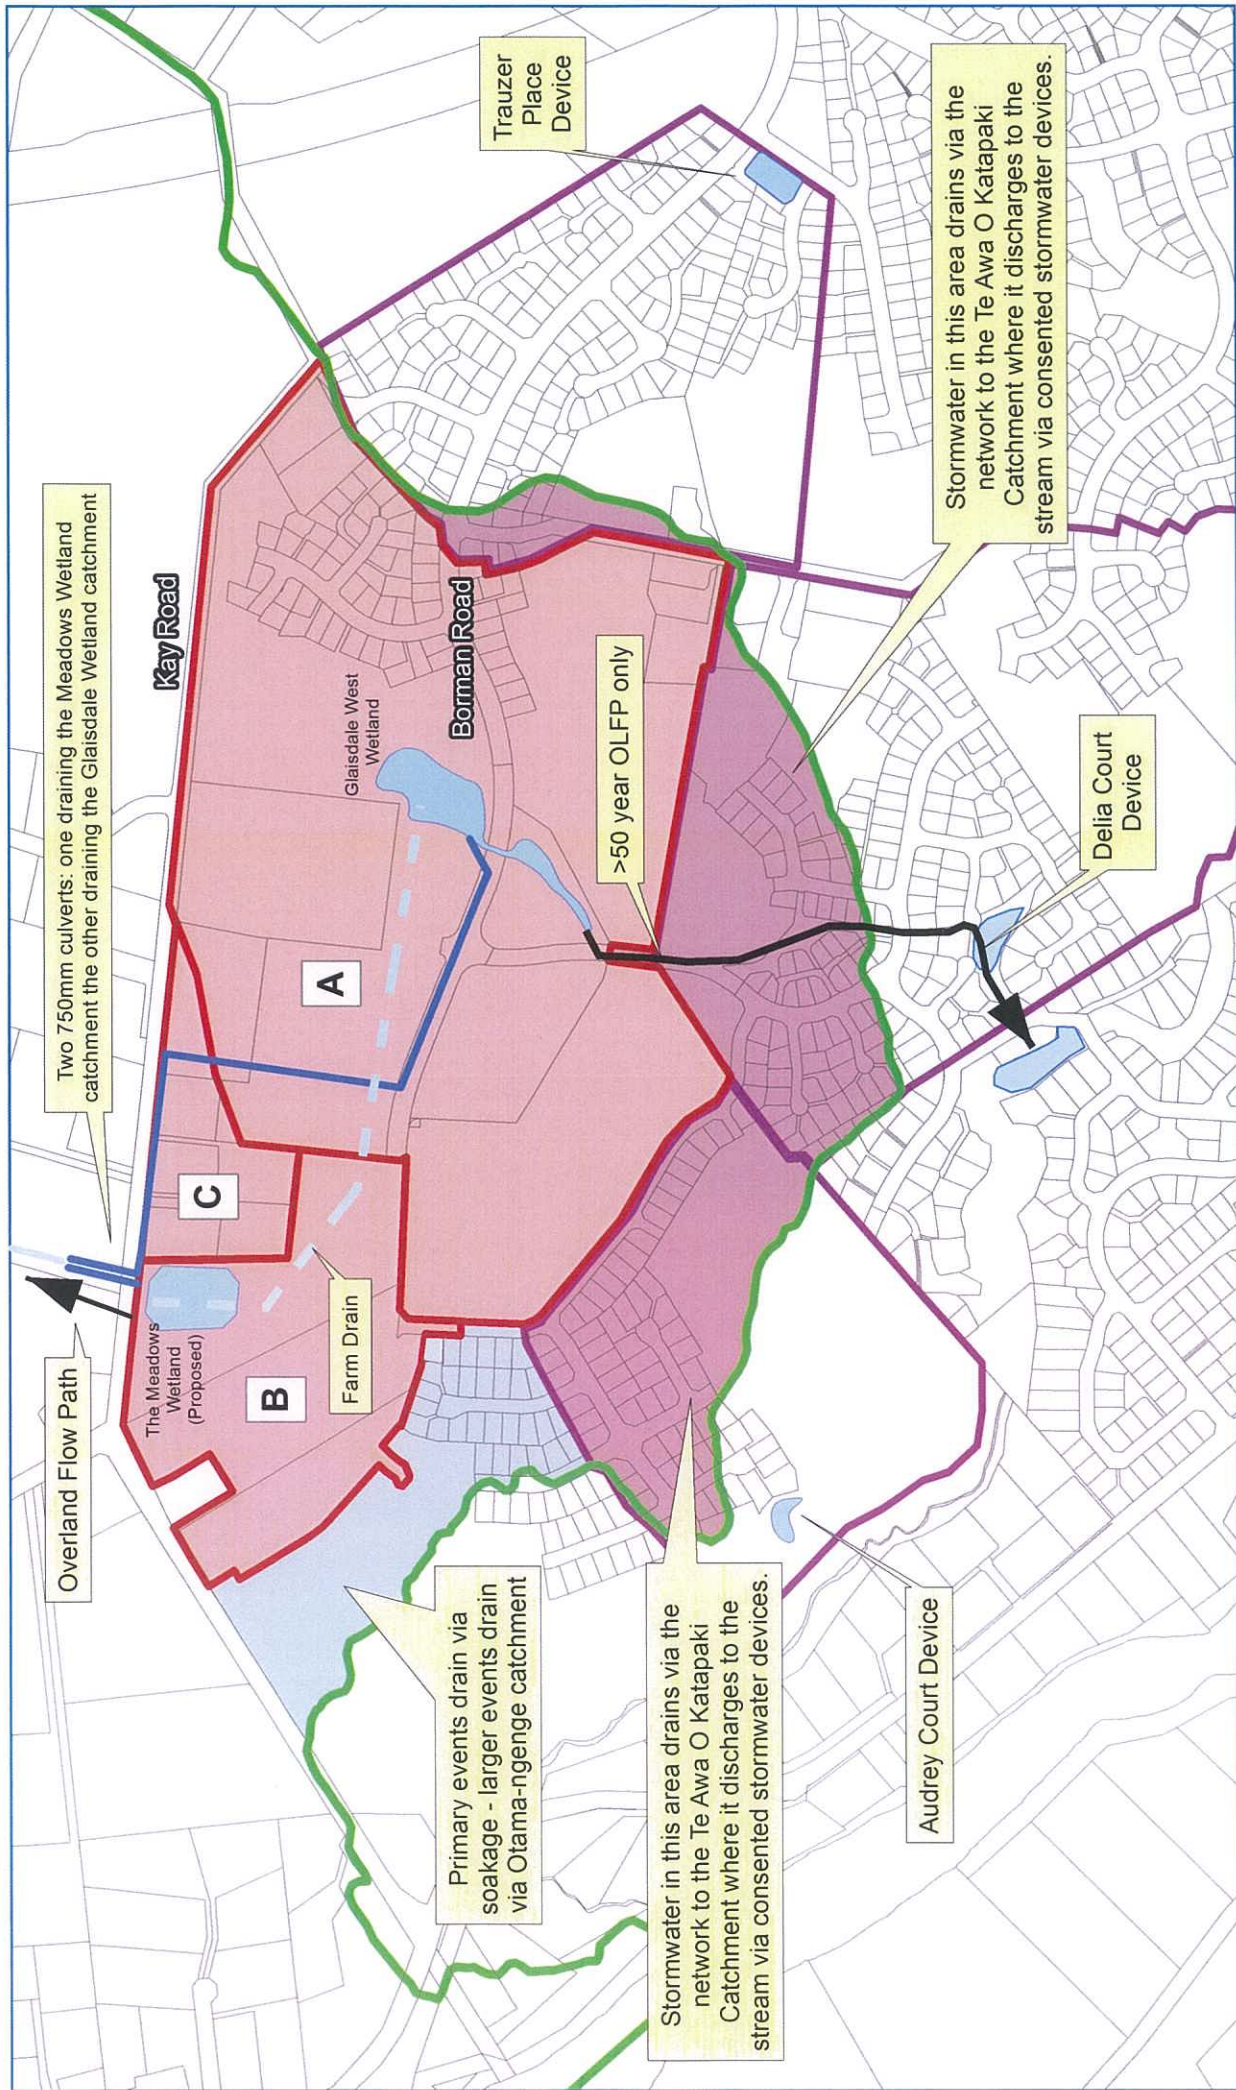 Two 750mm culverts: one draining the Meadows Wetland
catchment the other draining the Glaisdale Wetland catchment
Overland Flow Path
Kay Road
Trauzer
Place
Device
The Meadows
Wetland
(Proposed)
C
A
B
Glaisdale West
Wetland
Farm Drain
Borman Road
Primary events drain via
soakage - larger events drain
via Otama-ngenge catchment
>50 year OLFP only
Stormwater in this area drains via the
network to the Te Awa O Katapaki
Catchment where it discharges to the
stream via consented stormwater devices.
Stormwater in this area drains via the
network to the Te Awa O Katapaki
Catchment where it discharges to the
stream via consented stormwater devices.
Audrey Court Device
Delia Court
Device